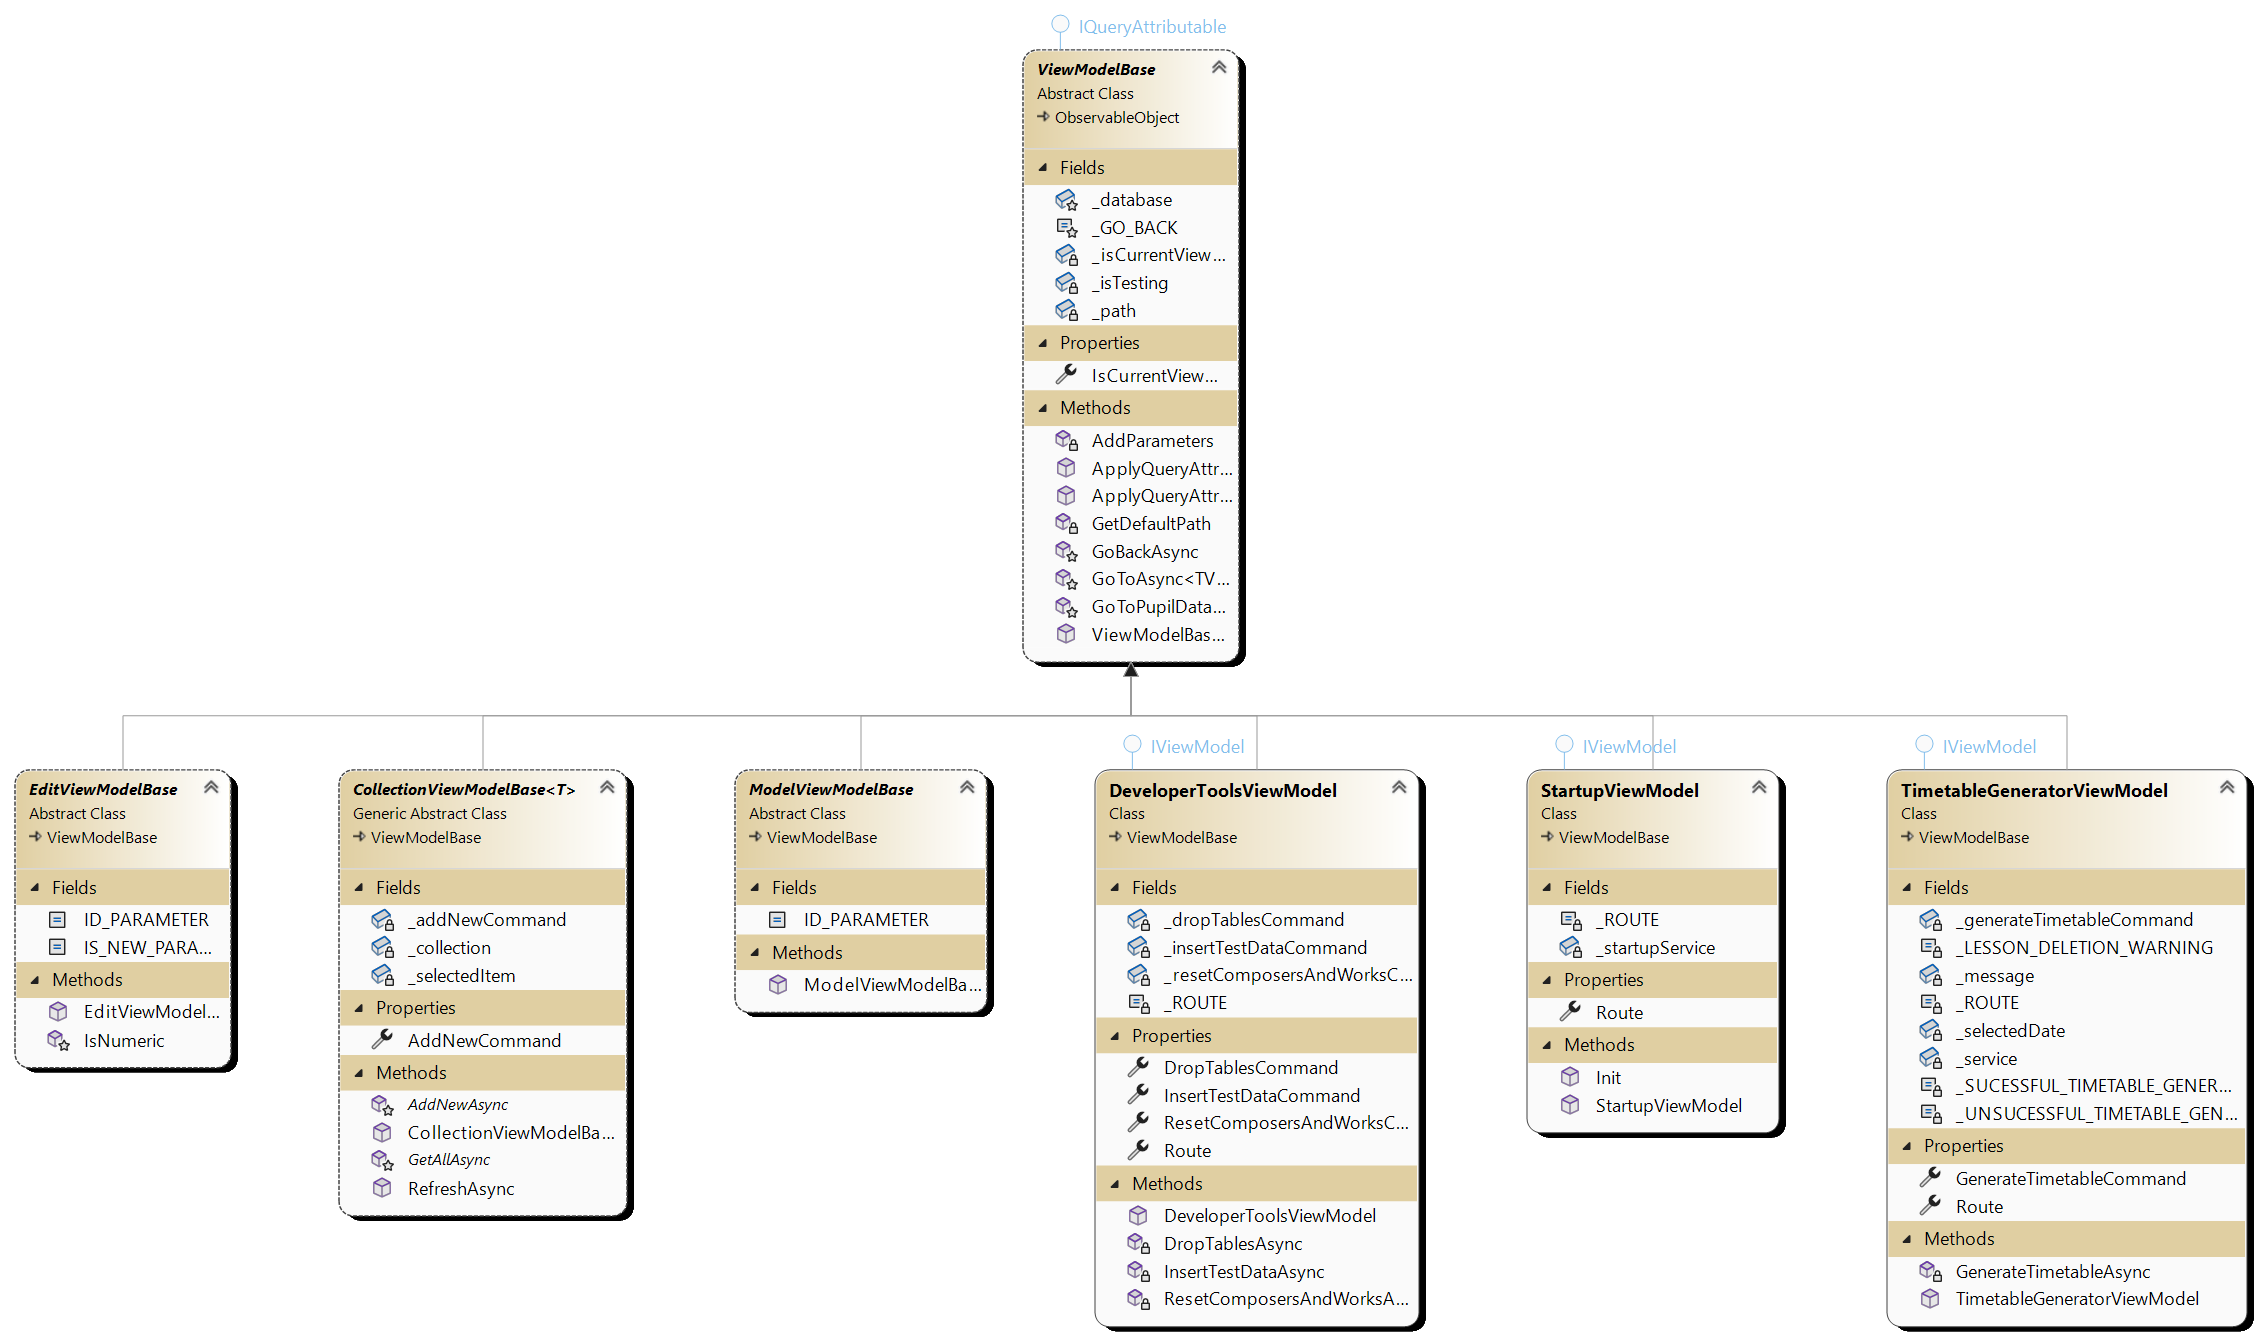 IQueryAttributable
ViewModelBase
Abstract Class
ObservableObject
Fields
_database
_GO_BACK
_isCurrentView...
_isTesting
_path
Properties
IsCurrentView...
Methods
AddParameters
ApplyQueryAttr...
ApplyQueryAttr...
GetDefaultPath
GoBackAsync
GoToAsync<TV...
GoToPupilData...
ViewModelBas...
EditViewModelBase
Abstract Class
ViewModelBase
Fields
ID_PARAMETER
IS_NEW_PARA...
Methods
EditViewModel...
IsNumeric
CollectionViewModelBase<T>
Generic Abstract Class
ViewModelBase
Fields
_addNewCommand
_collection
_selectedItem
Properties
AddNewCommand
Methods
AddNewAsync
CollectionViewModelBa...
GetAllAsync
RefreshAsync
ModelViewModelBase
Abstract Class
ViewModelBase
Fields
ID_PARAMETER
Methods
ModelViewModelBa...
IViewModel
DeveloperToolsViewModel
Class
ViewModelBase
Fields
_dropTablesCommand
_insertTestDataCommand
_resetComposersAndWorksC...
_ROUTE
Properties
DropTablesCommand
InsertTestDataCommand
ResetComposersAndWorksC...
Route
Methods
DeveloperToolsViewModel
DropTablesAsync
InsertTestDataAsync
ResetComposersAndWorksA...
IViewModel
StartupViewModel
Class
ViewModelBase
Fields
_ROUTE
_startupService
Properties
Route
Methods
Init
StartupViewModel
IViewModel
TimetableGeneratorViewModel
Class
ViewModelBase
Fields
_generateTimetableCommand
_LESSON_DELETION_WARNING
_message
_ROUTE
_selectedDate
_service
_SUCESSFUL_TIMETABLE_GENER...
_UNSUCESSFUL_TIMETABLE_GEN...
Properties
GenerateTimetableCommand
Route
Methods
GenerateTimetableAsync
TimetableGeneratorViewModel